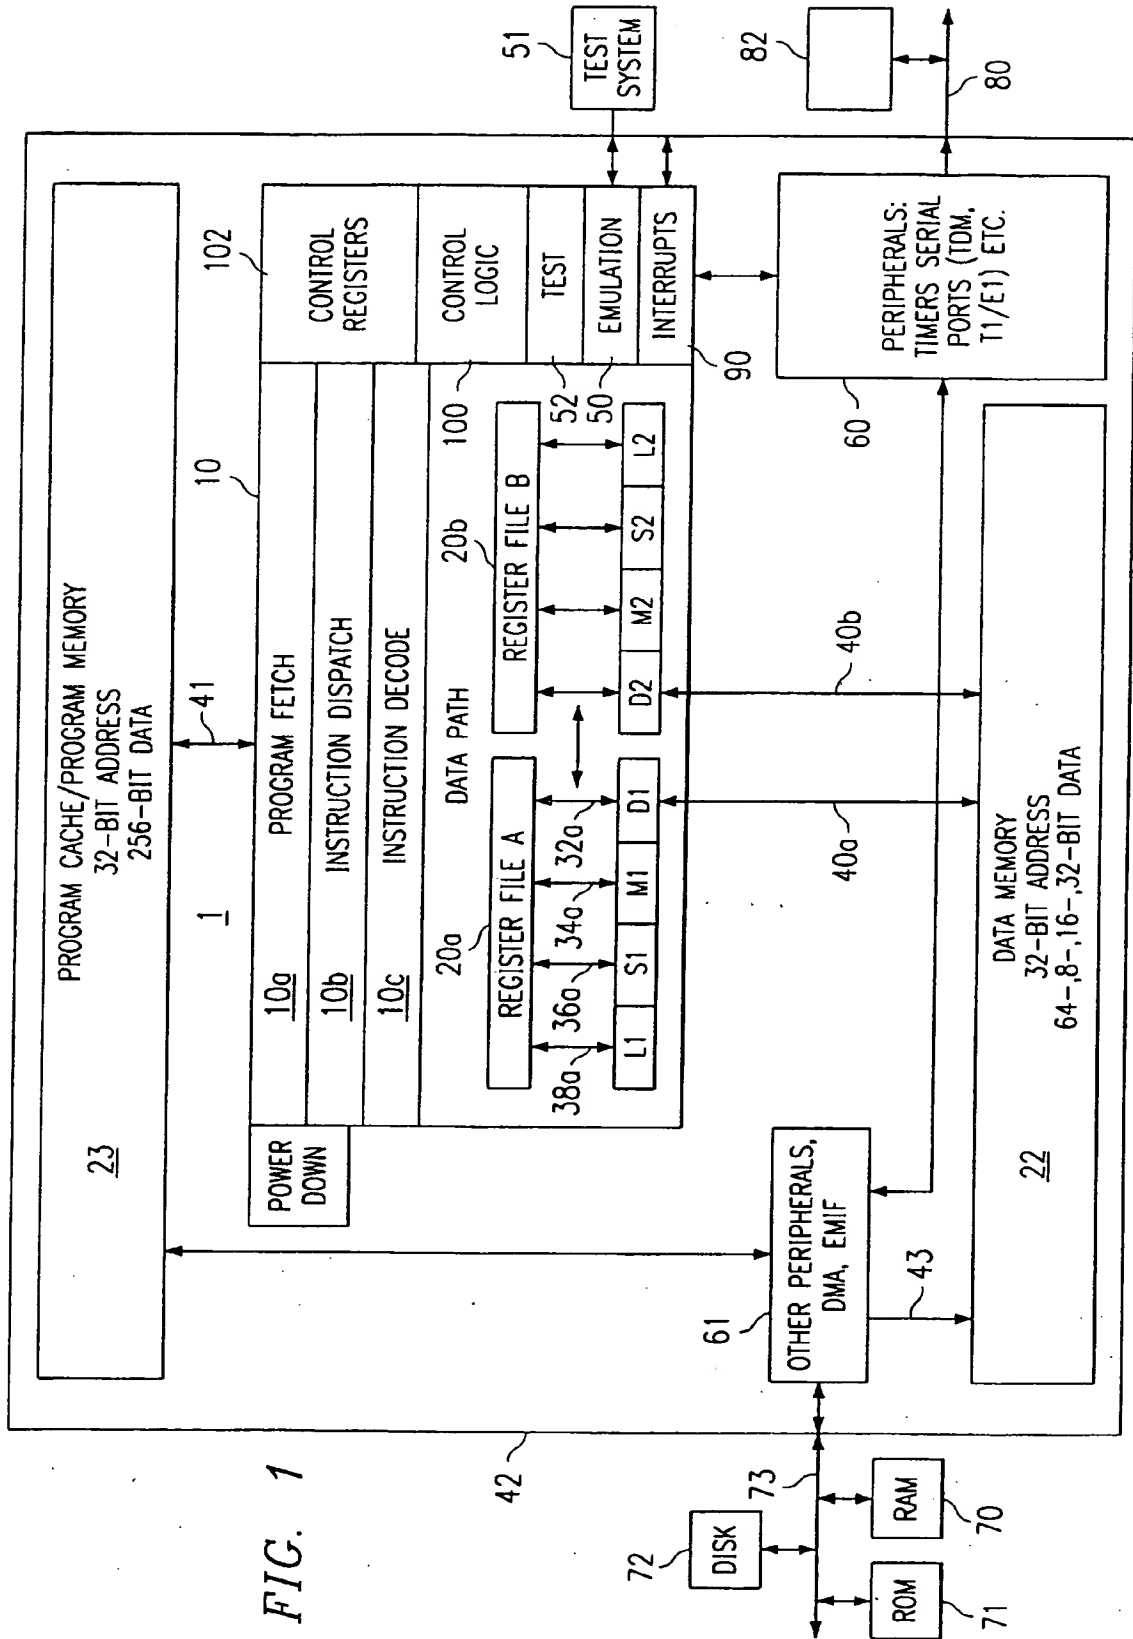 FIG. 1
PROGRAM CACHE/PROGRAM MEMORY
32-BIT ADDRESS
256-BIT DATA
23
1
41
10
102
POWER
DOWN
10a
PROGRAM FETCH
10b
INSTRUCTION DISPATCH
10c
INSTRUCTION DECODE
CONTROL
REGISTERS
CONTROL
LOGIC
TEST
EMULATION
INTERRUPTS
100
52
50
90
51
TEST
SYSTEM
DATA PATH
20a
REGISTER FILE A
20b
REGISTER FILE B
38a
36a
34a
32a
L1
S1
M1
D1
D2
M2
S2
L2
40a
40b
61
OTHER PERIPHERALS,
DMA, EMIF
43
60
PERIPHERALS:
TIMERS SERIAL
PORTS (TDM,
T1/E1) ETC.
82
80
DATA MEMORY
32-BIT ADDRESS
64-,8-,16-,32-BIT DATA
22
42
72
DISK
73
ROM
71
RAM
70